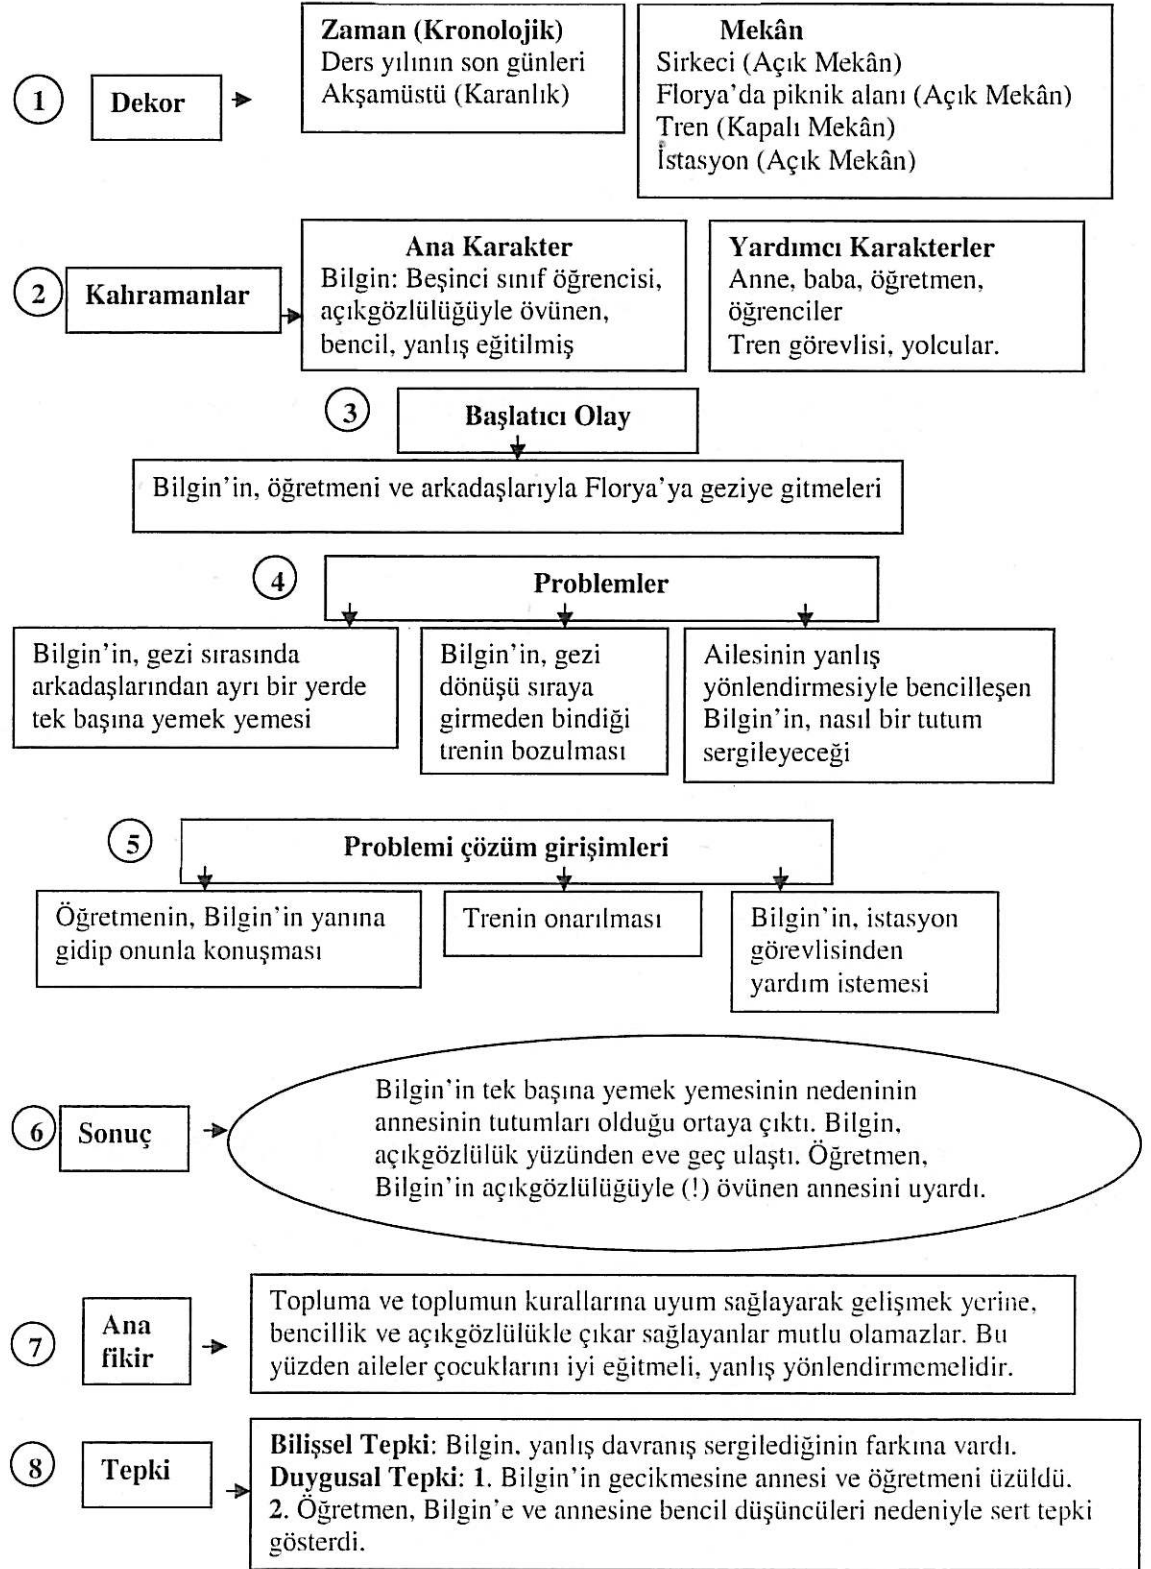 1
Dekor
Zaman (Kronolojik)
Ders yılının son günleri
Akşamüstü (Karanlık)
Mekân
Sirkeci (Açık Mekân)
Florya’da piknik alanı (Açık Mekân)
Tren (Kapalı Mekân)
İstasyon (Açık Mekân)
2
Kahramanlar
Ana Karakter
Bilgin: Beşinci sınıf öğrencisi,
açıkgözlülüğüyle övünen,
bencil, yanlış eğitilmiş
Yardımcı Karakterler
Anne, baba, öğretmen,
öğrenciler
Tren görevlisi, yolcular.
3
Başlatıcı Olay
Bilgin’in, öğretmeni ve arkadaşlarıyla Florya’ya geziye gitmeleri
4
Problemler
Bilgin’in, gezi sırasında
arkadaşlarından ayrı bir yerde
tek başına yemek yemesi
Bilgin’in, gezi
dönüşü sıraya
girmeden bindiği
trenin bozulması
Ailesinin yanlış
yönlendirmesiyle bencilleşen
Bilgin’in, nasıl bir tutum
sergileyeceği
5
Problemi çözüm girişimleri
Öğretmenin, Bilgin’in yanına
gidip onunla konuşması
Trenin onarılması
Bilgin’in, istasyon
görevlisinden
yardım istemesi
6
Sonuç
Bilgin’in tek başına yemek yemesinin nedeninin
annesinin tutumları olduğu ortaya çıktı. Bilgin,
açıkgözlülük yüzünden eve geç ulaştı. Öğretmen,
Bilgin’in açıkgözlülüğüyle (!) övünen annesini uyardı.
7
Ana
fikir
Topluma ve toplumun kurallarına uyum sağlayarak gelişmek yerine,
bencillik ve açıkgözlülükle çıkar sağlayanlar mutlu olamazlar. Bu
yüzden aileler çocuklarını iyi eğitmeli, yanlış yönlendirmemelidir.
8
Tepki
Bilişsel Tepki: Bilgin, yanlış davranış sergilediğinin farkına vardı.
Duygusal Tepki: 1. Bilgin’in gecikmesine annesi ve öğretmeni üzüldü.
2. Öğretmen, Bilgin’e ve annesine bencil düşüncüleri nedeniyle sert tepki
gösterdi.